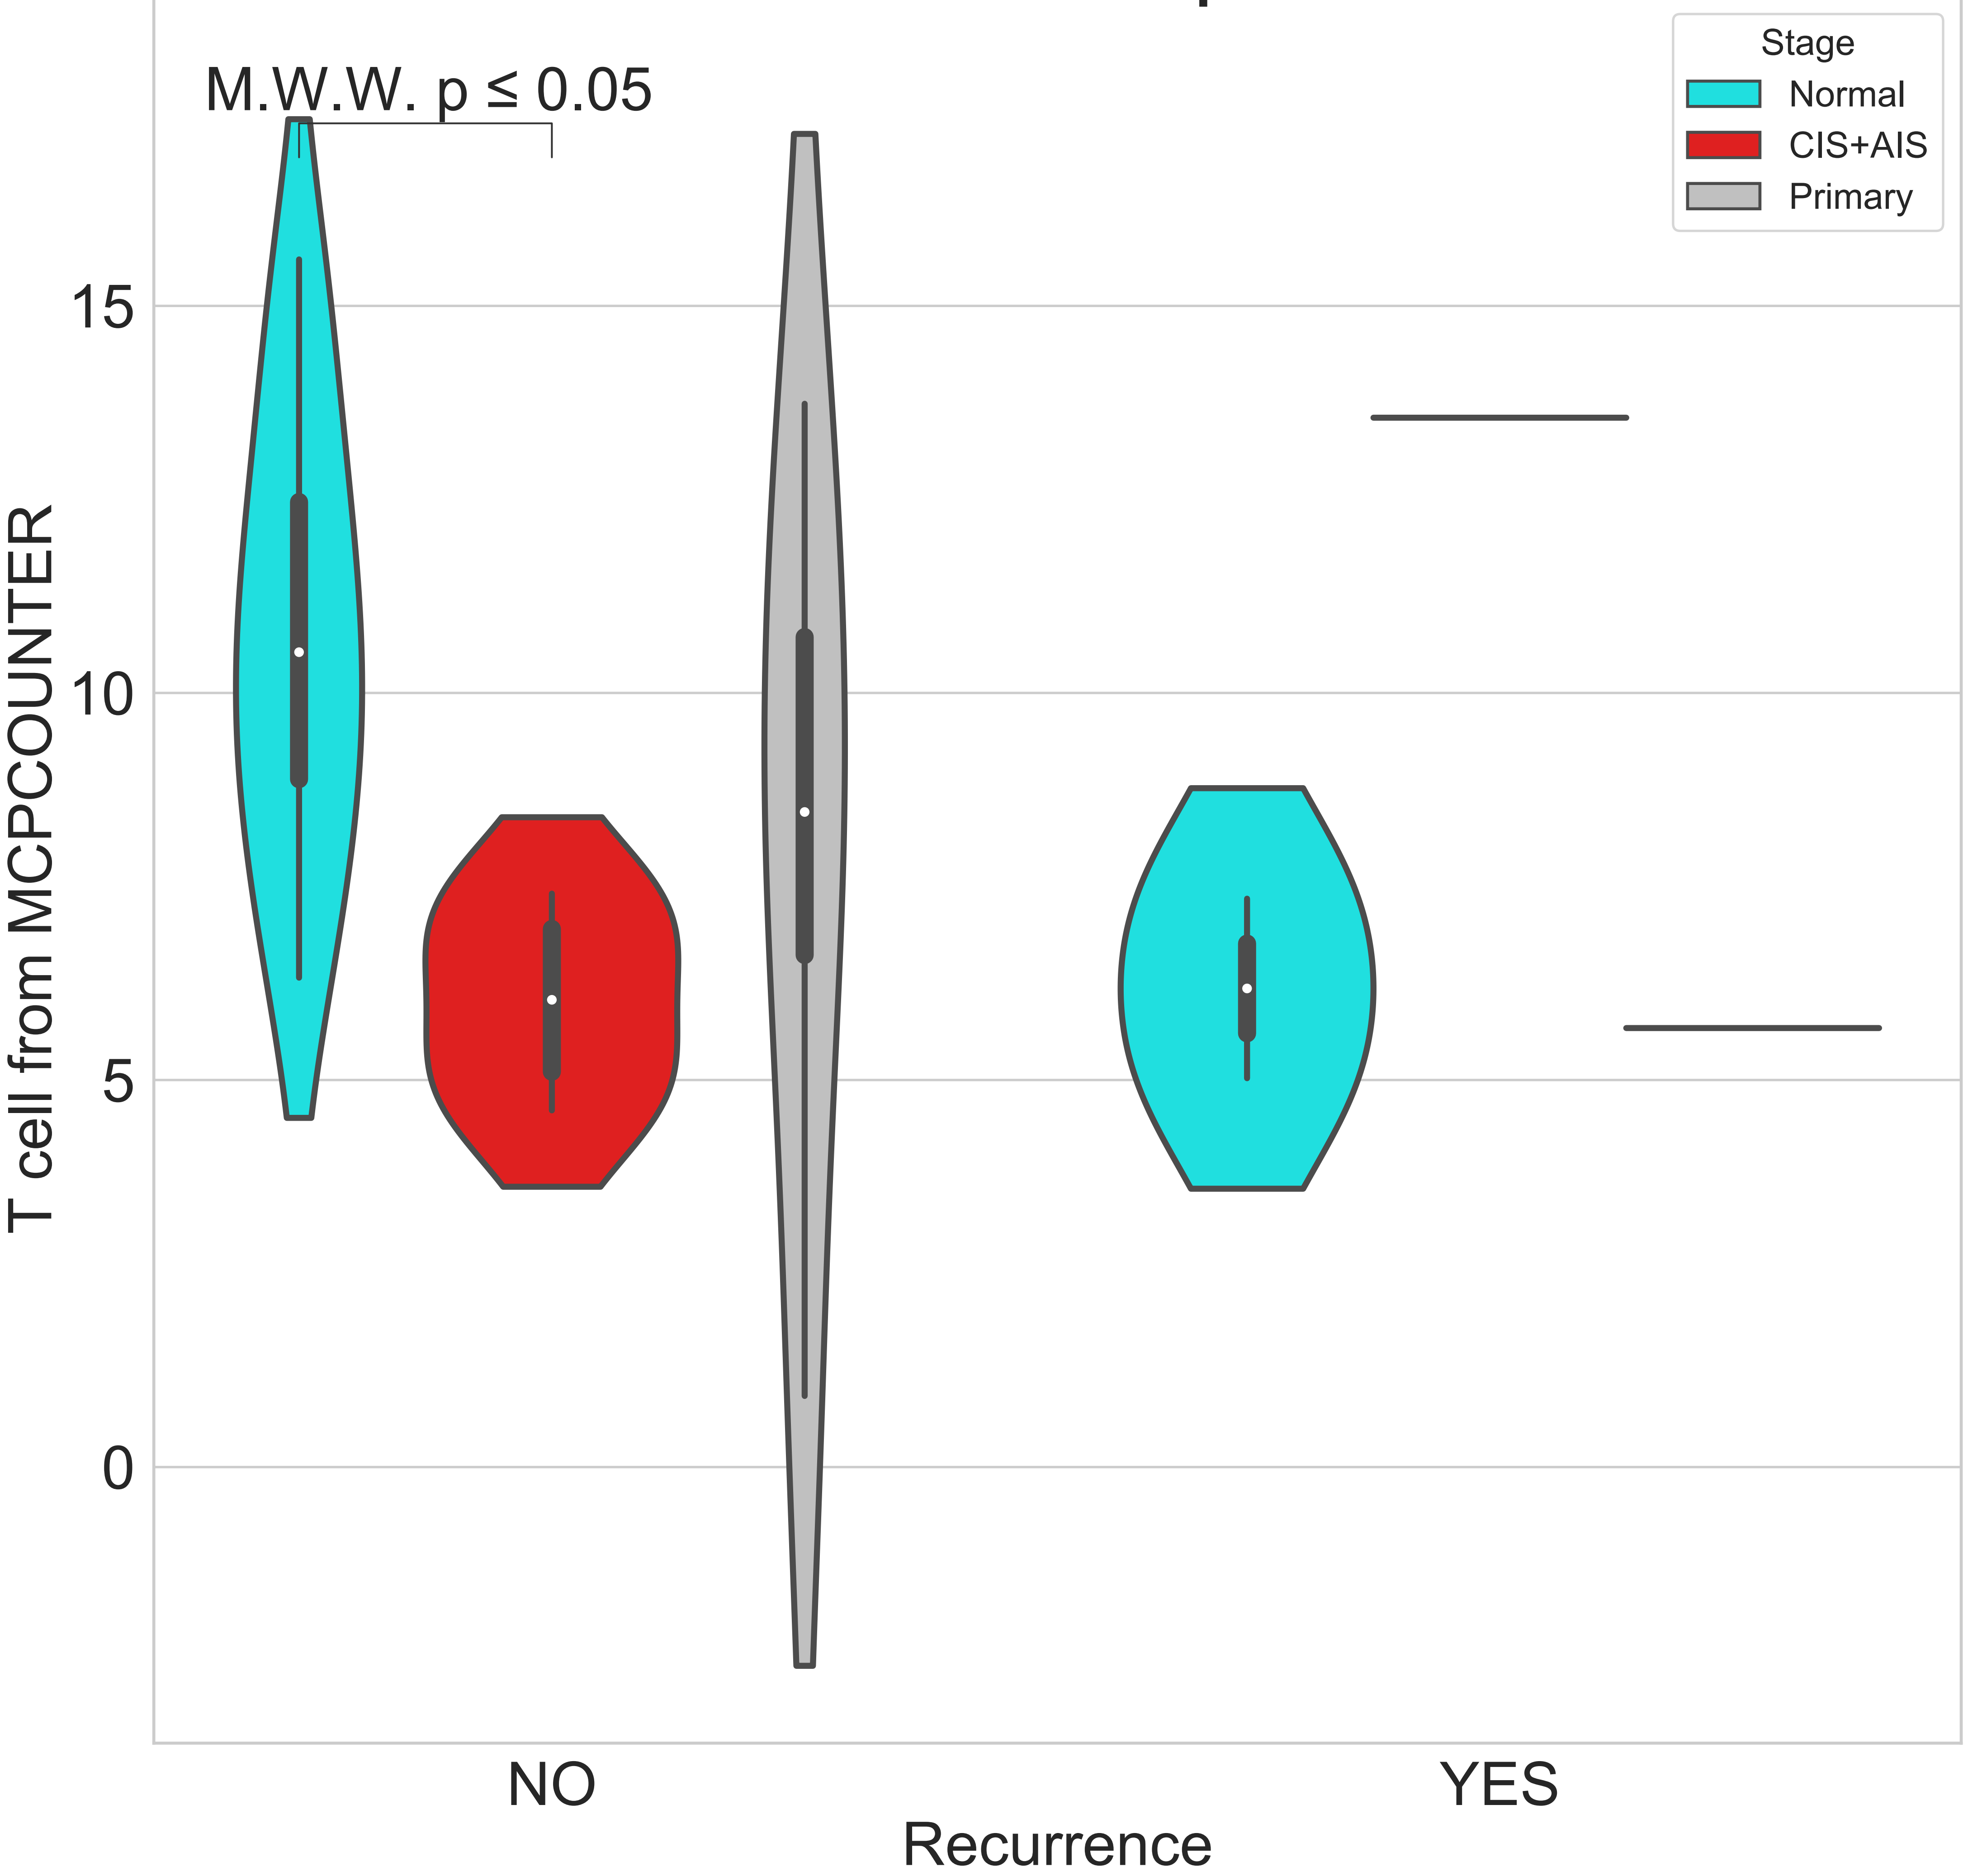 M.W.W. p ≤ 0.05
Stage
Normal
CIS+AIS
Primary
15
10
5
0
T cell from MCPCOUNTER
NO
YES
Recurrence